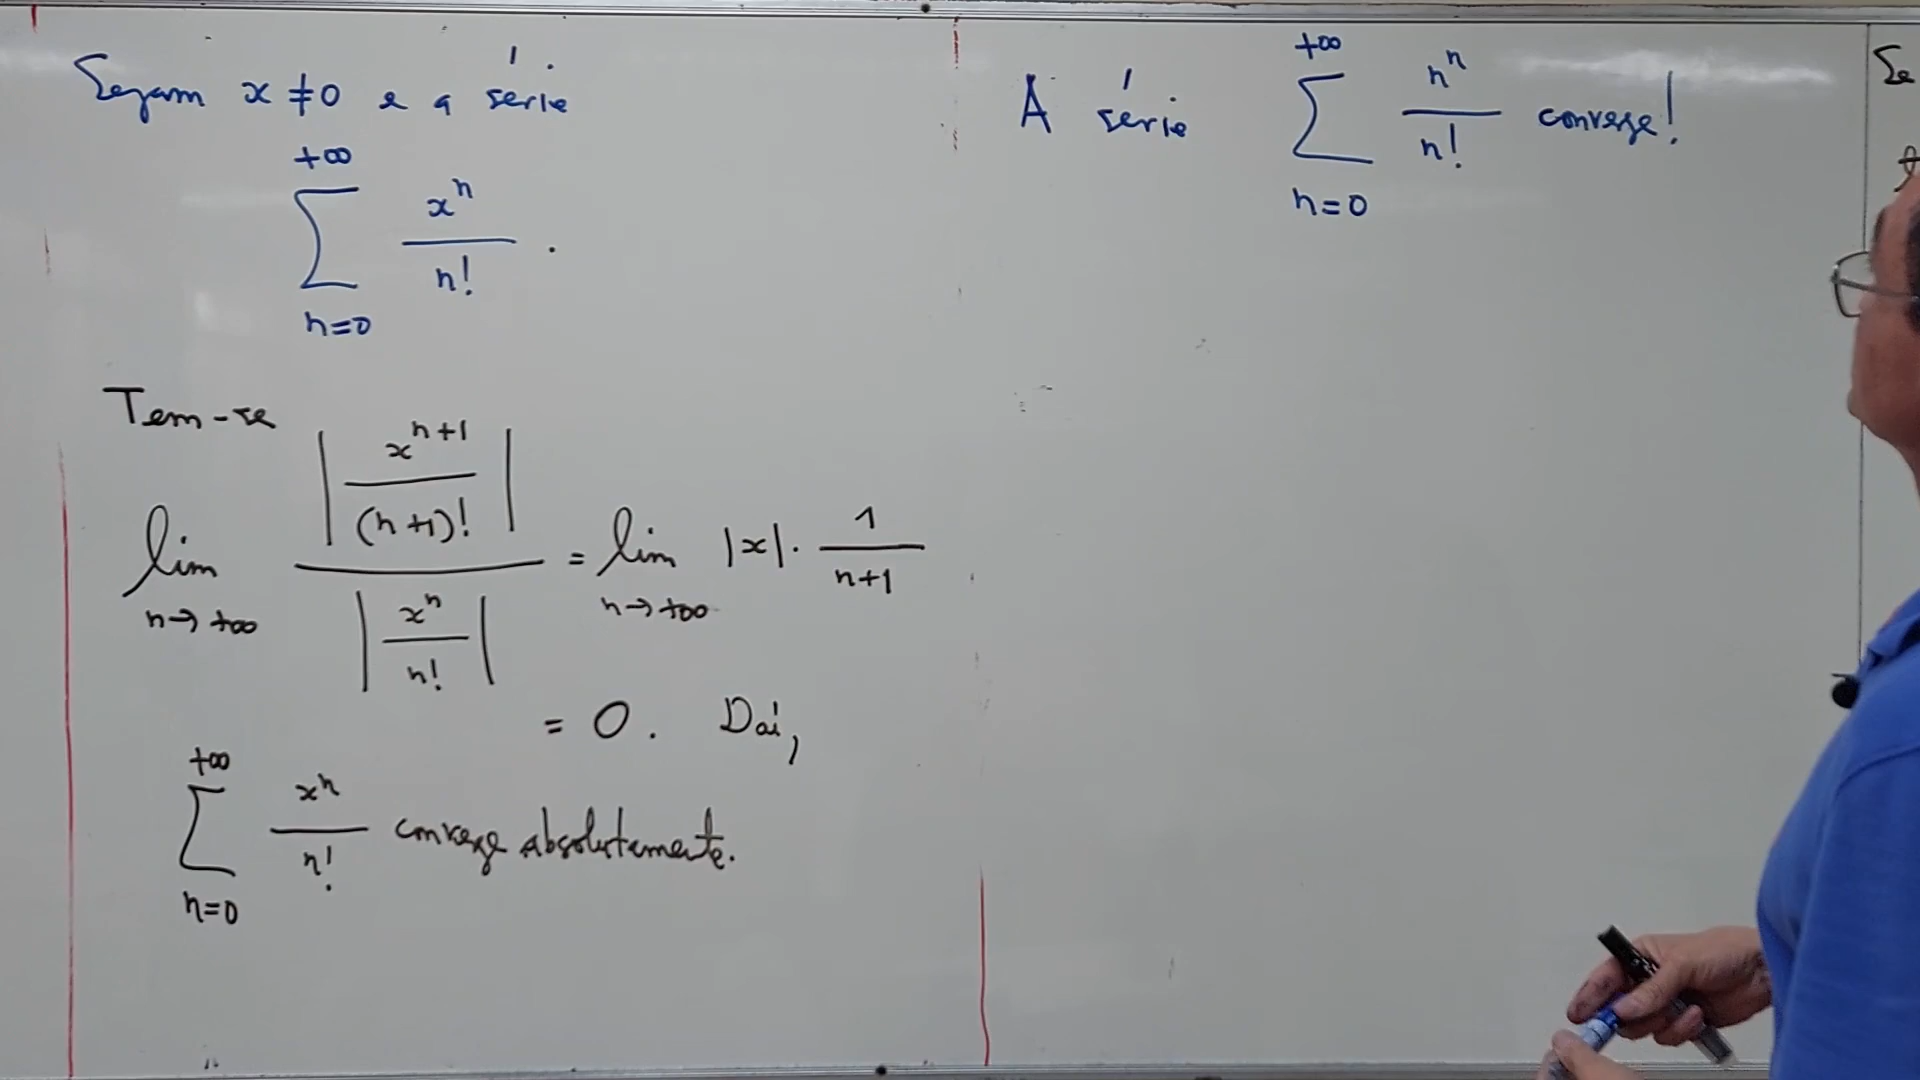 Sejam x ≠ 0 e a série
+∞
∑ xⁿ / n! .
n=0
Tem-se
lim n→+∞ |xⁿ⁺¹ / (n+1)!| / |xⁿ / n!| = lim n→+∞ |x| · 1 / n+1
= 0. Daí,
+∞
∑ xⁿ / n! converge absolutamente.
n=0
A série +∞ ∑ n=0 nⁿ / n! converge!
Se